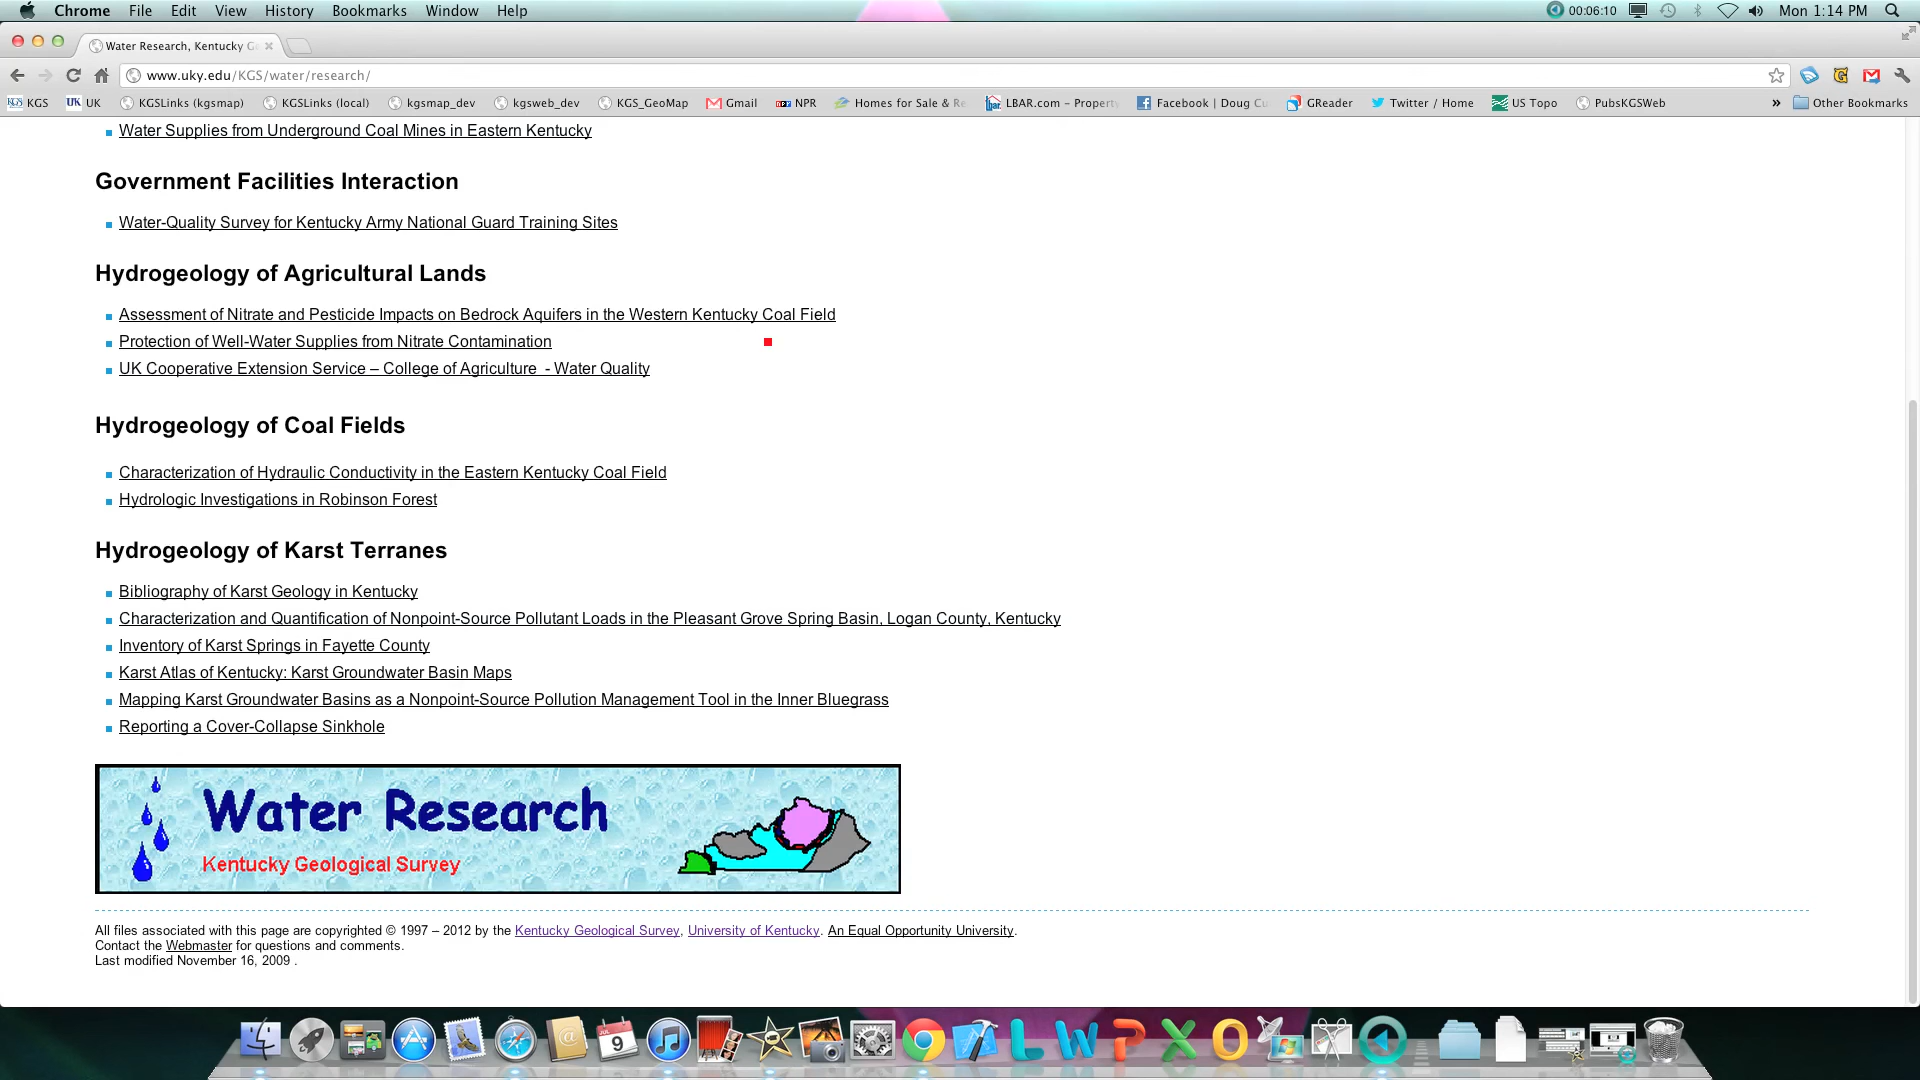 Chrome File Edit View History Bookmarks Window Help 00:06:10 Mon 1:14 PM
Water Research, Kentucky G
www.uky.edu/KGS/water/research/
KGS UK KGSLinks (kgsmap) KGSLinks (local) kgsmap_dev kgsweb_dev KGS_GeoMap Gmail NPR Homes for Sale & Re LBAR.com – Property Facebook | Doug Cu GReader Twitter / Home US Topo PubsKGSWeb » Other Bookmarks
Water Supplies from Underground Coal Mines in Eastern Kentucky
Government Facilities Interaction
Water-Quality Survey for Kentucky Army National Guard Training Sites
Hydrogeology of Agricultural Lands
Assessment of Nitrate and Pesticide Impacts on Bedrock Aquifers in the Western Kentucky Coal Field
Protection of Well-Water Supplies from Nitrate Contamination
UK Cooperative Extension Service – College of Agriculture - Water Quality
Hydrogeology of Coal Fields
Characterization of Hydraulic Conductivity in the Eastern Kentucky Coal Field
Hydrologic Investigations in Robinson Forest
Hydrogeology of Karst Terranes
Bibliography of Karst Geology in Kentucky
Characterization and Quantification of Nonpoint-Source Pollutant Loads in the Pleasant Grove Spring Basin, Logan County, Kentucky
Inventory of Karst Springs in Fayette County
Karst Atlas of Kentucky: Karst Groundwater Basin Maps
Mapping Karst Groundwater Basins as a Nonpoint-Source Pollution Management Tool in the Inner Bluegrass
Reporting a Cover-Collapse Sinkhole
Water Research
Kentucky Geological Survey
All files associated with this page are copyrighted © 1997 – 2012 by the Kentucky Geological Survey, University of Kentucky. An Equal Opportunity University.
Contact the Webmaster for questions and comments.
Last modified November 16, 2009 .
JUL
9